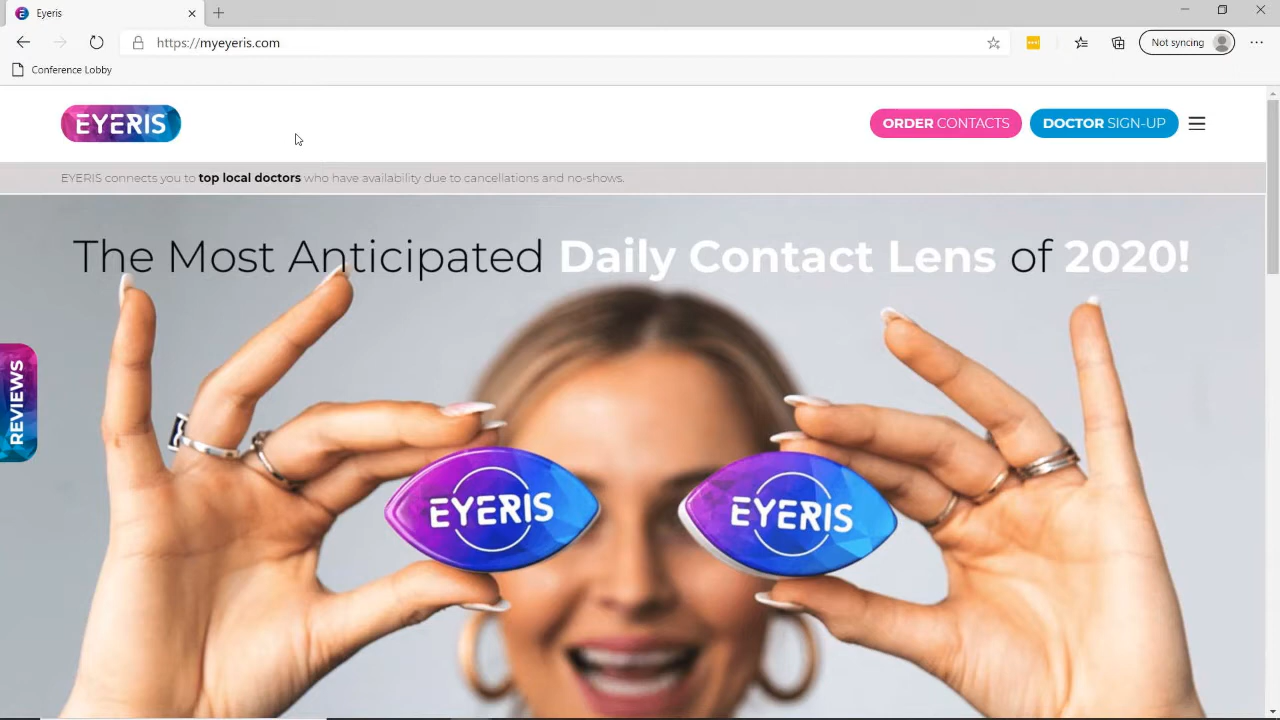 Eyeris
https://myeyeris.com
Not syncing
Conference Lobby
EYERIS
ORDER CONTACTS
DOCTOR SIGN-UP
EYERIS connects you to top local doctors who have availability due to cancellations and no-shows.
The Most Anticipated Daily Contact Lens of 2020!
REVIEWS
EYERIS
EYERIS